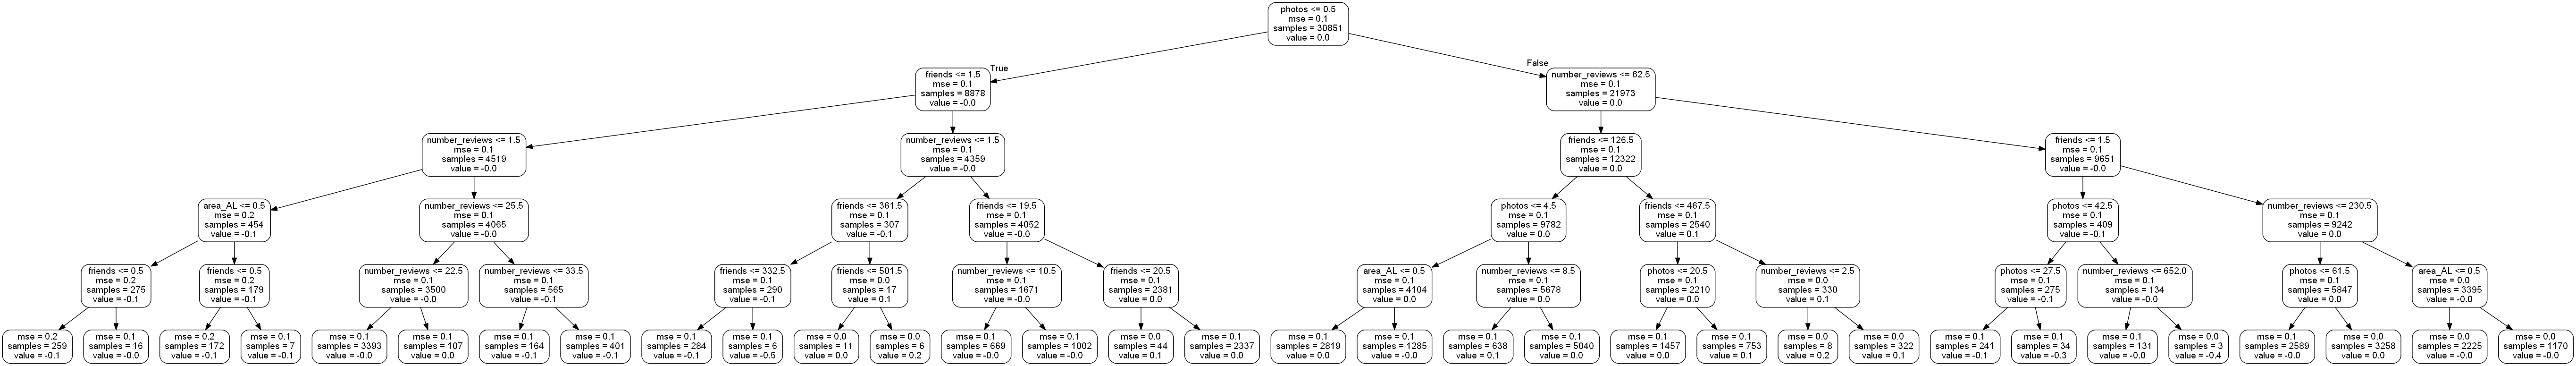 photos <= 0.5
mse = 0.1
samples = 30851
value = 0.0
True
False
friends <= 1.5
mse = 0.1
samples = 8878
value = -0.0
number_reviews <= 62.5
mse = 0.1
samples = 21973
value = 0.0
number_reviews <= 1.5
mse = 0.1
samples = 4519
value = -0.0
number_reviews <= 1.5
mse = 0.1
samples = 4359
value = -0.0
friends <= 126.5
mse = 0.1
samples = 12322
value = 0.0
friends <= 1.5
mse = 0.1
samples = 9651
value = -0.0
area_AL <= 0.5
mse = 0.2
samples = 454
value = -0.1
number_reviews <= 25.5
mse = 0.1
samples = 4065
value = -0.0
friends <= 361.5
mse = 0.1
samples = 307
value = -0.1
friends <= 19.5
mse = 0.1
samples = 4052
value = -0.0
photos <= 4.5
mse = 0.1
samples = 9782
value = 0.0
friends <= 467.5
mse = 0.1
samples = 2540
value = 0.1
photos <= 42.5
mse = 0.1
samples = 409
value = -0.1
number_reviews <= 230.5
mse = 0.1
samples = 9242
value = 0.0
friends <= 0.5
mse = 0.2
samples = 275
value = -0.1
friends <= 0.5
mse = 0.2
samples = 179
value = -0.1
number_reviews <= 22.5
mse = 0.1
samples = 3500
value = -0.0
number_reviews <= 33.5
mse = 0.1
samples = 565
value = -0.1
friends <= 332.5
mse = 0.1
samples = 290
value = -0.1
friends <= 501.5
mse = 0.0
samples = 17
value = 0.1
number_reviews <= 10.5
mse = 0.1
samples = 1671
value = -0.0
friends <= 20.5
mse = 0.1
samples = 2381
value = 0.0
area_AL <= 0.5
mse = 0.1
samples = 4104
value = 0.0
number_reviews <= 8.5
mse = 0.1
samples = 5678
value = 0.0
photos <= 20.5
mse = 0.1
samples = 2210
value = 0.0
number_reviews <= 2.5
mse = 0.0
samples = 330
value = 0.1
photos <= 27.5
mse = 0.1
samples = 275
value = -0.1
number_reviews <= 652.0
mse = 0.1
samples = 134
value = -0.0
photos <= 61.5
mse = 0.1
samples = 5847
value = 0.0
area_AL <= 0.5
mse = 0.0
samples = 3395
value = -0.0
mse = 0.2
samples = 259
value = -0.1
mse = 0.1
samples = 16
value = -0.0
mse = 0.2
samples = 172
value = -0.1
mse = 0.1
samples = 7
value = -0.1
mse = 0.1
samples = 3393
value = -0.0
mse = 0.1
samples = 107
value = 0.0
mse = 0.1
samples = 164
value = -0.1
mse = 0.1
samples = 401
value = -0.1
mse = 0.1
samples = 284
value = -0.1
mse = 0.1
samples = 6
value = -0.5
mse = 0.0
samples = 11
value = 0.0
mse = 0.0
samples = 6
value = 0.2
mse = 0.1
samples = 669
value = -0.0
mse = 0.1
samples = 1002
value = -0.0
mse = 0.0
samples = 44
value = 0.1
mse = 0.1
samples = 2337
value = 0.0
mse = 0.1
samples = 2819
value = 0.0
mse = 0.1
samples = 1285
value = -0.0
mse = 0.1
samples = 638
value = 0.1
mse = 0.1
samples = 5040
value = 0.0
mse = 0.1
samples = 1457
value = 0.0
mse = 0.1
samples = 753
value = 0.1
mse = 0.0
samples = 8
value = 0.2
mse = 0.0
samples = 322
value = 0.1
mse = 0.1
samples = 241
value = -0.1
mse = 0.1
samples = 34
value = -0.3
mse = 0.1
samples = 131
value = -0.0
mse = 0.0
samples = 3
value = -0.4
mse = 0.1
samples = 2589
value = -0.0
mse = 0.0
samples = 3258
value = 0.0
mse = 0.0
samples = 2225
value = -0.0
mse = 0.0
samples = 1170
value = -0.0